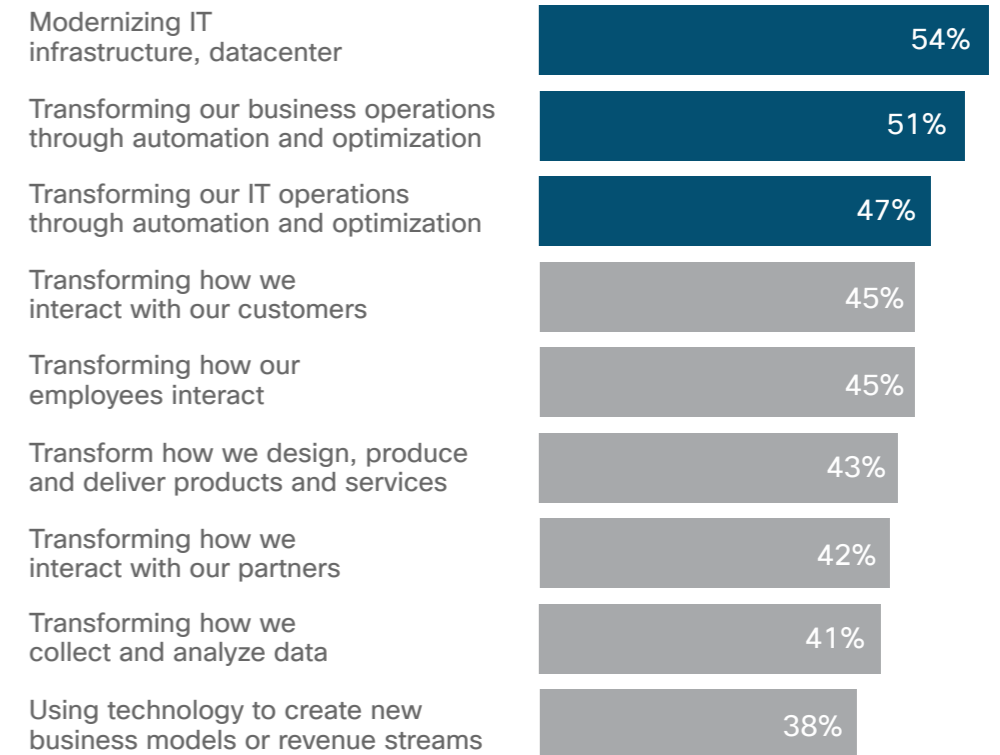 Modernizing IT
infrastructure, datacenter
54%
Transforming our business operations
through automation and optimization
51%
Transforming our IT operations
through automation and optimization
47%
Transforming how we
interact with our customers
45%
Transforming how our
employees interact
45%
Transform how we design, produce
and deliver products and services
43%
Transforming how we
interact with our partners
42%
Transforming how we
collect and analyze data
41%
Using technology to create new
business models or revenue streams
38%